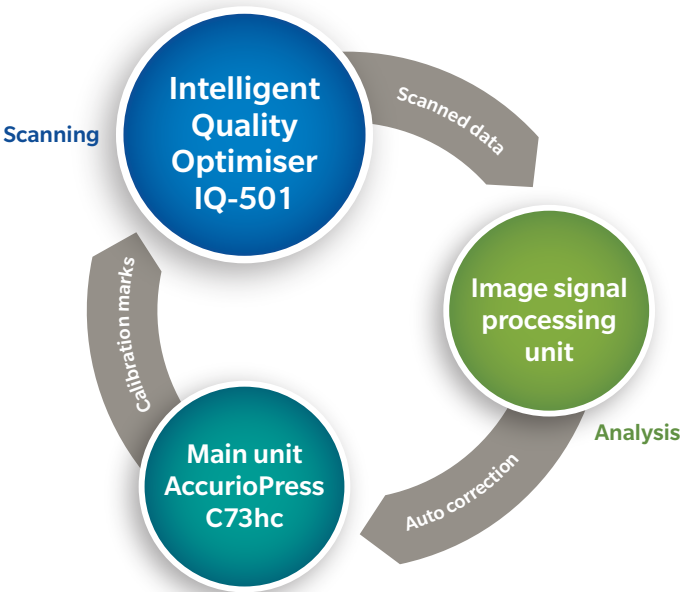 Intelligent
Quality
Optimiser
IQ-501
Scanning
Scanned data
Image signal
processing
unit
Analysis
Auto correction
Main unit
AccurioPress
C73hc
Calibration marks